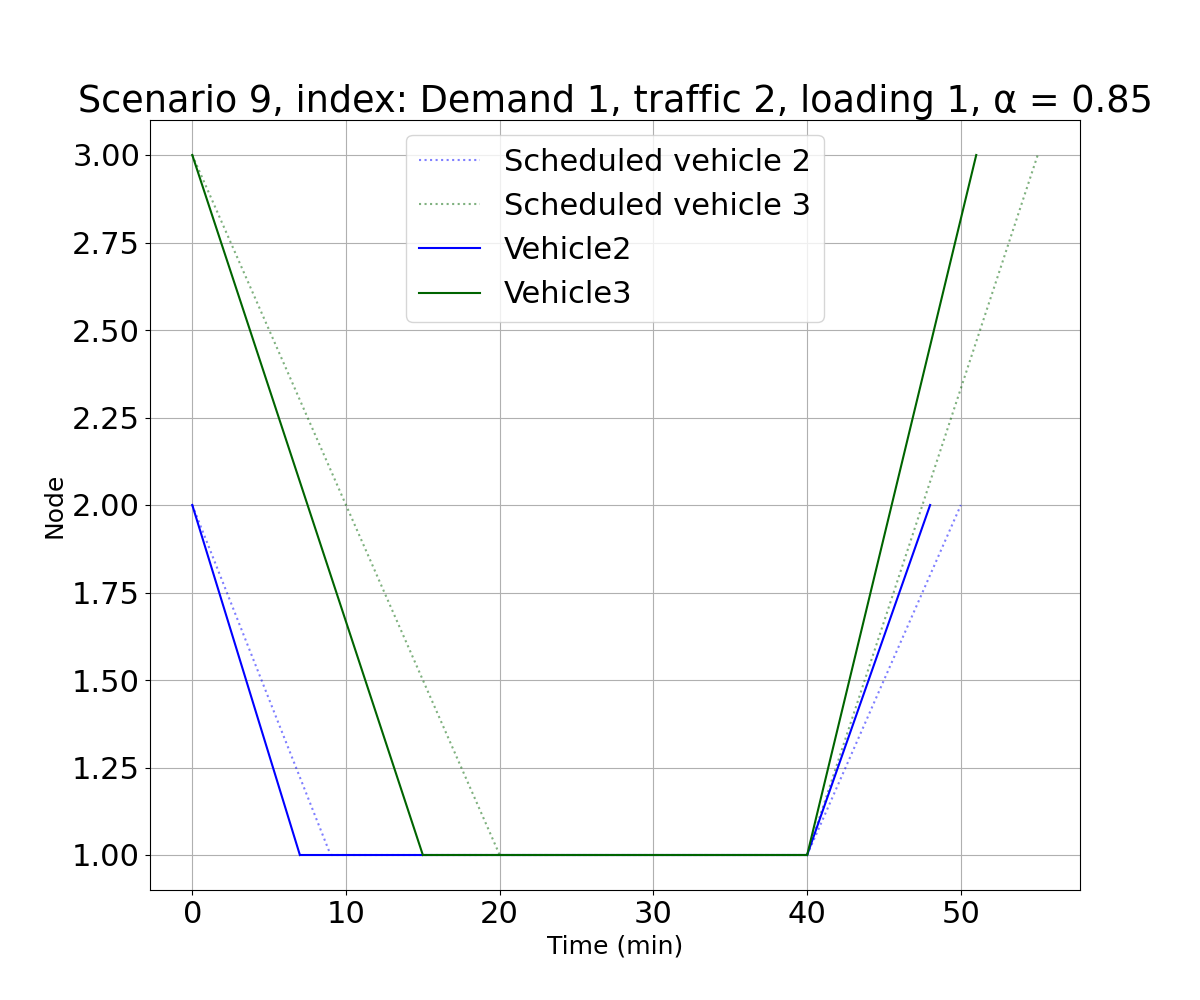 Scenario 9, index: Demand 1, traffic 2, loading 1, α = 0.85
Scheduled vehicle 2
Scheduled vehicle 3
Vehicle2
Vehicle3
3.00
2.75
2.50
2.25
2.00
1.75
1.50
1.25
1.00
Node
0 10 20 30 40 50
Time (min)